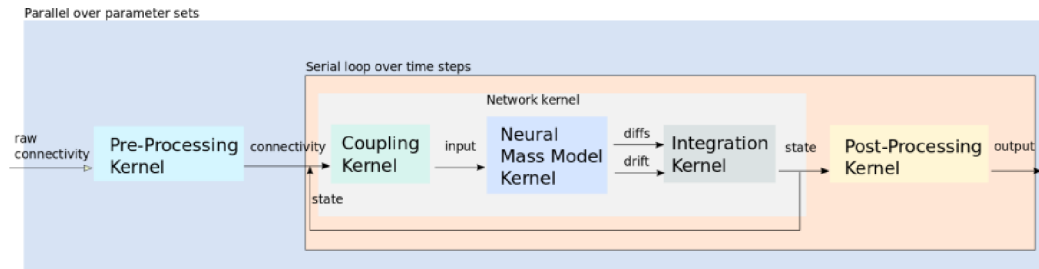 Parallel over parameter sets
Serial loop over time steps
Network kernel
raw
connectivity
Pre-Processing
Kernel
connectivity
Coupling
Kernel
input
Neural
Mass Model
Kernel
diffs
drift
Integration
Kernel
state
Post-Processing
Kernel
output
state